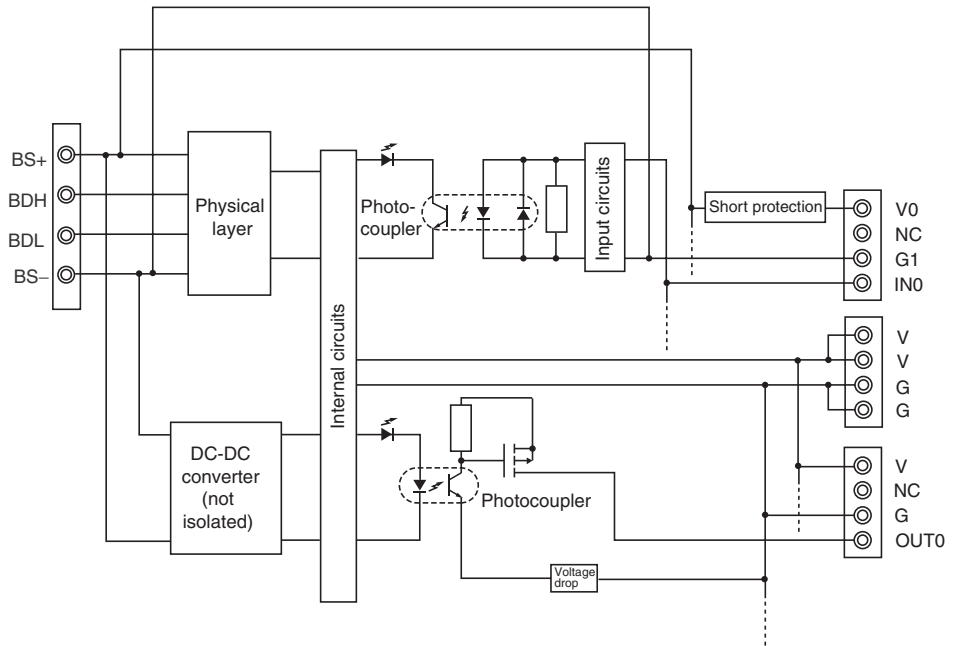 BS+
BDH
BDL
BS−
Physical
layer
DC-DC
converter
(not
isolated)
Internal circuits
Photo-
coupler
Input circuits
Short protection
V0
NC
G1
IN0
V
V
G
G
Photocoupler
Voltage
drop
V
NC
G
OUT0